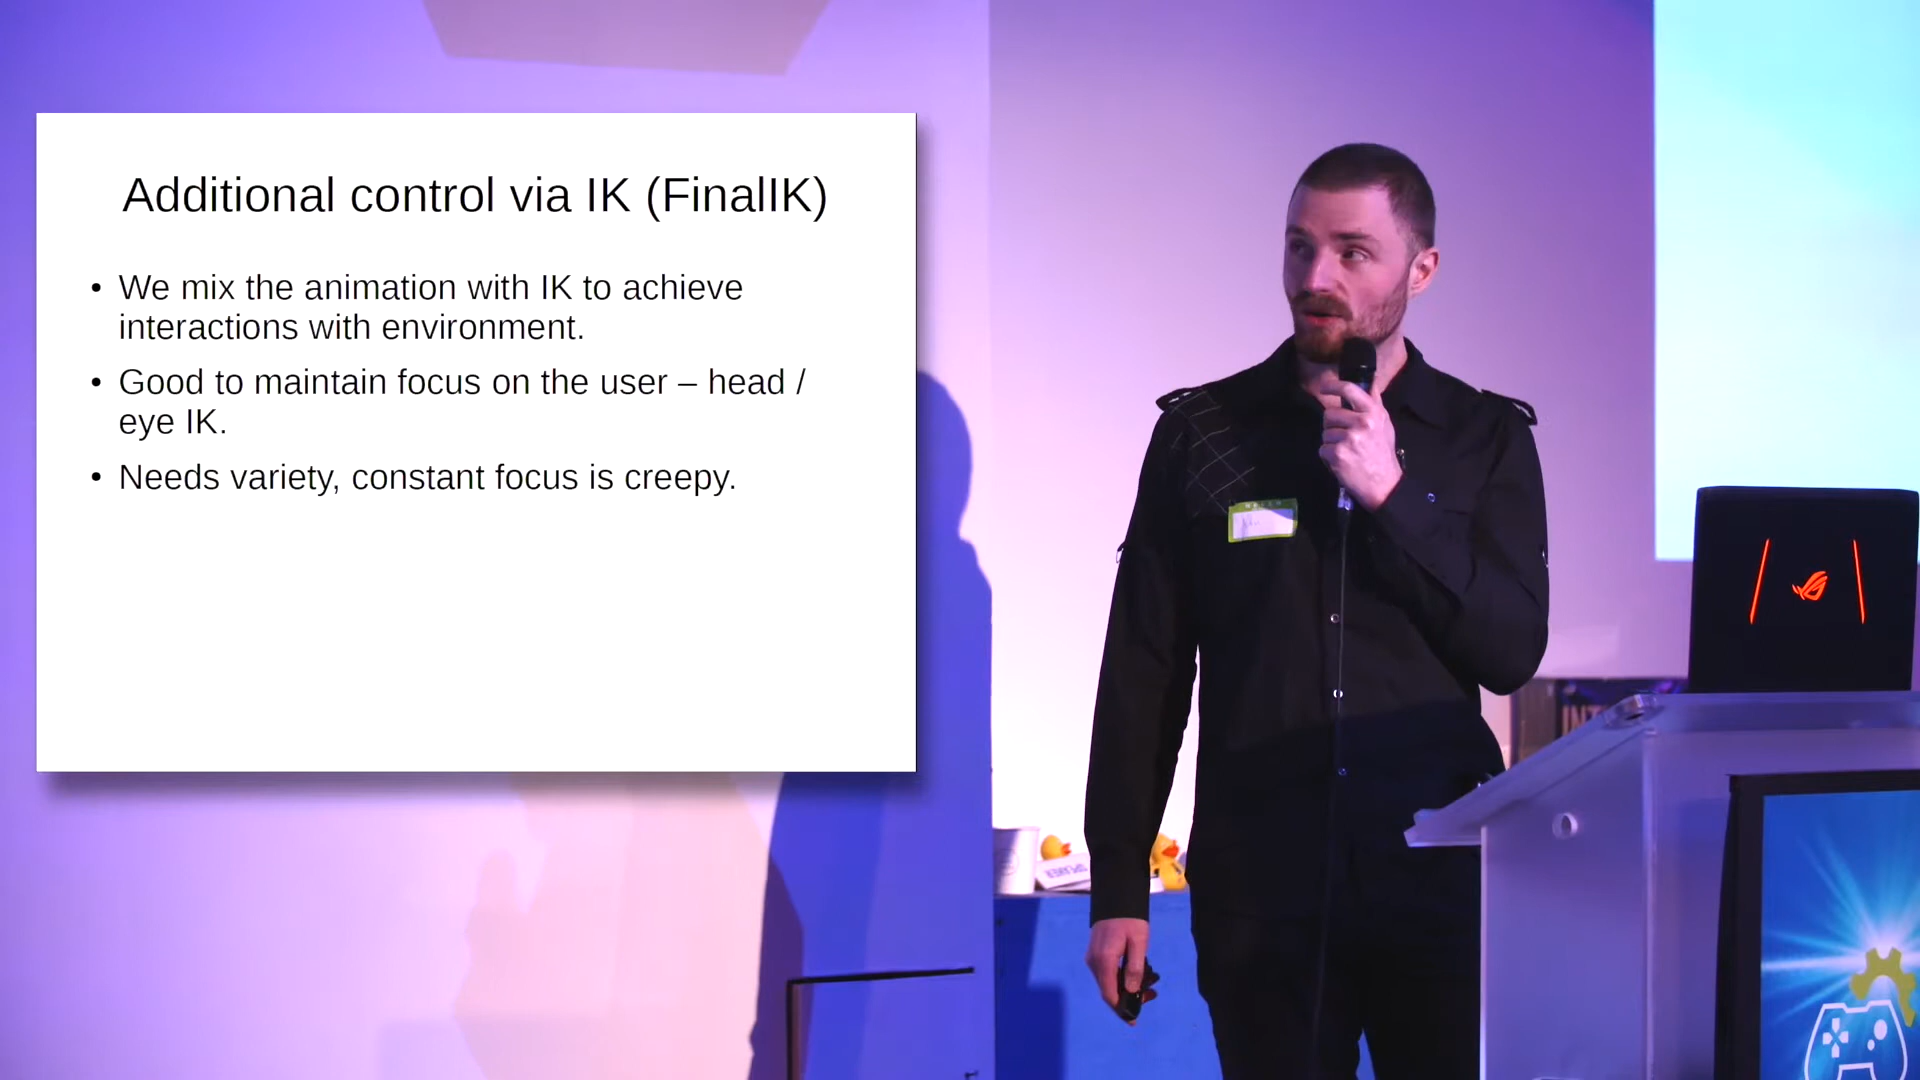 Additional control via IK (FinalIK)
• We mix the animation with IK to achieve
interactions with environment.
• Good to maintain focus on the user – head /
eye IK.
• Needs variety, constant focus is creepy.
SPEAKER